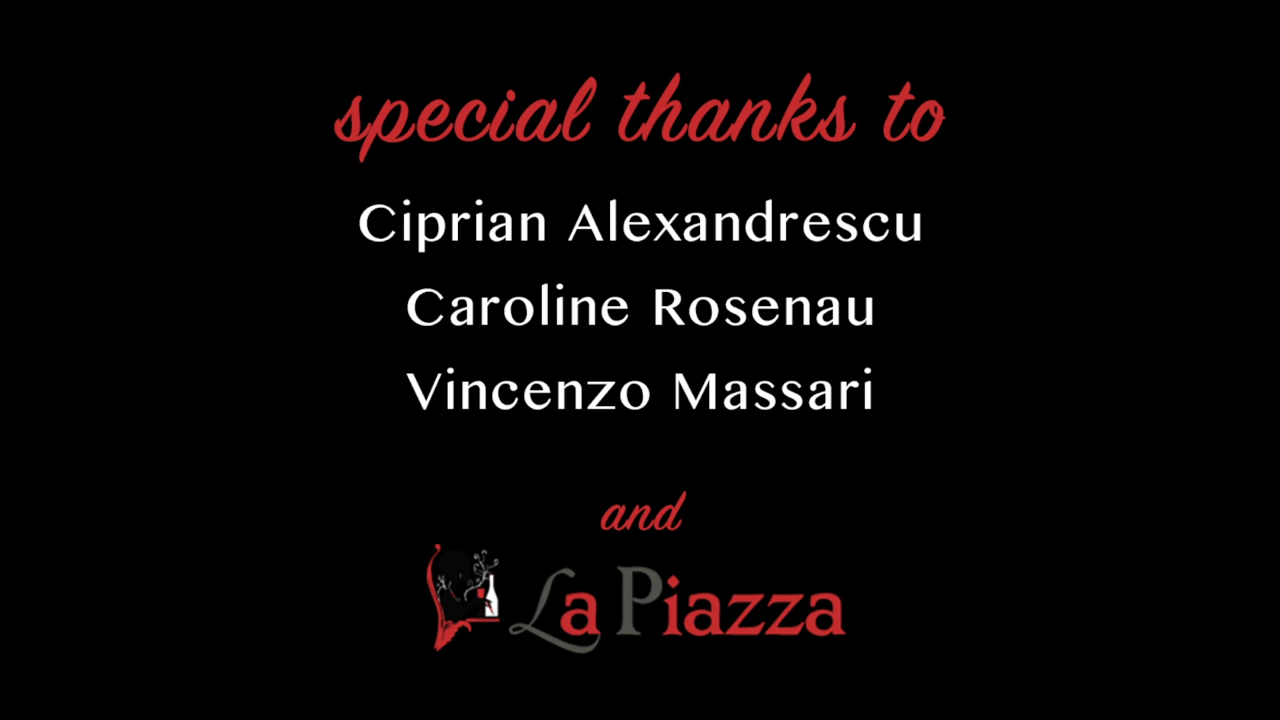 special thanks to
Ciprian Alexandrescu
Caroline Rosenau
Vincenzo Massari
and
La Piazza